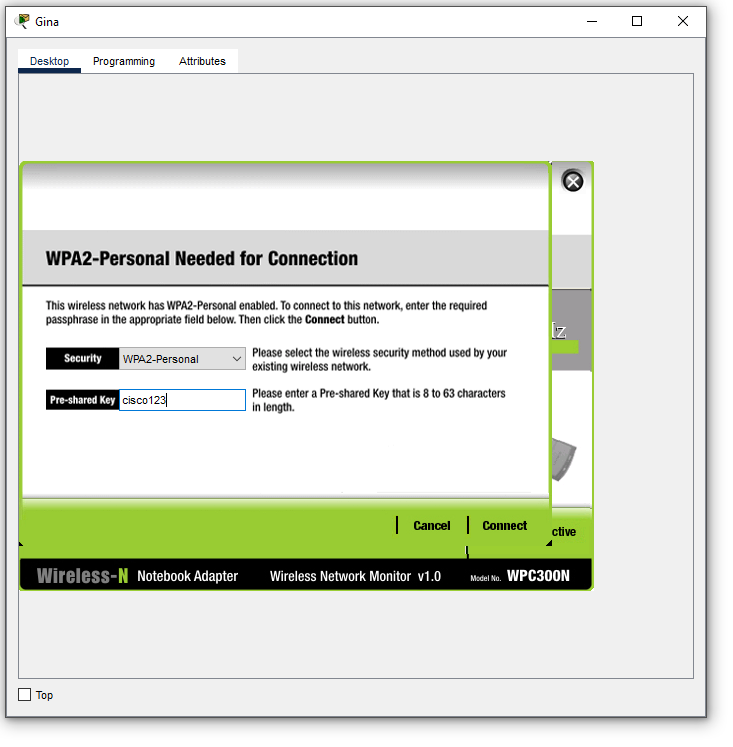 Gina
Desktop Programming Attributes
WPA2-Personal Needed for Connection
This wireless network has WPA2-Personal enabled. To connect to this network, enter the required
passphrase in the appropriate field below. Then click the Connect button.
Security WPA2-Personal
Please select the wireless security method used by your
existing wireless network.
Pre-shared Key cisco123
Please enter a Pre-shared Key that is 8 to 63 characters
in length.
Cancel Connect
ctive
Wireless-N Notebook Adapter Wireless Network Monitor v1.0 Model No. WPC300N
Top